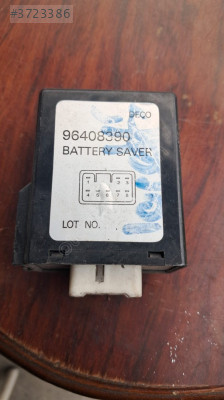 #3723386
DECO
96408390
BATTERY SAVER
LOT NO.